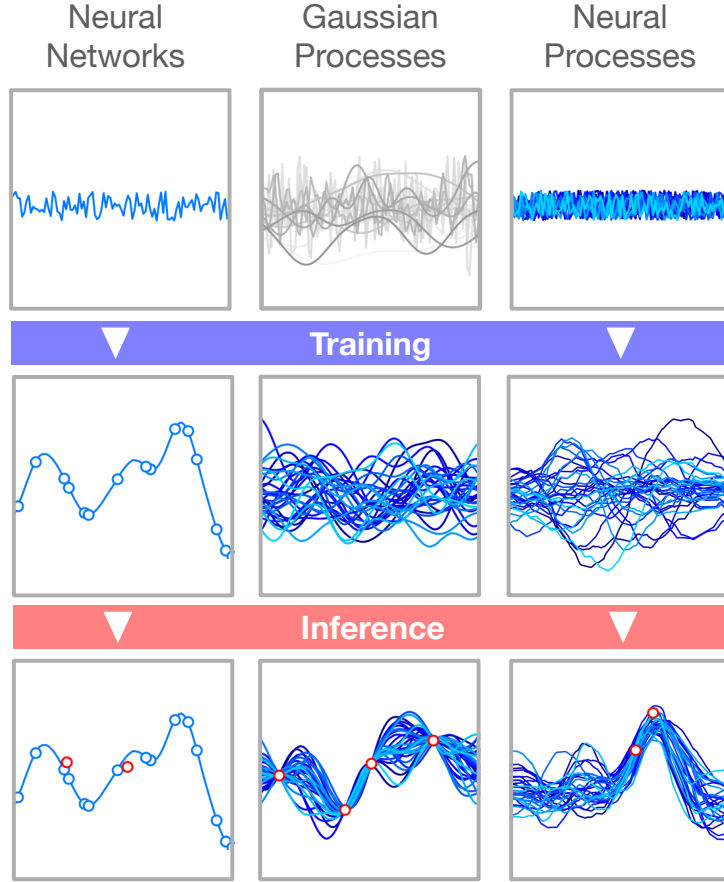 Neural
Networks
Gaussian
Processes
Neural
Processes
Training
Inference